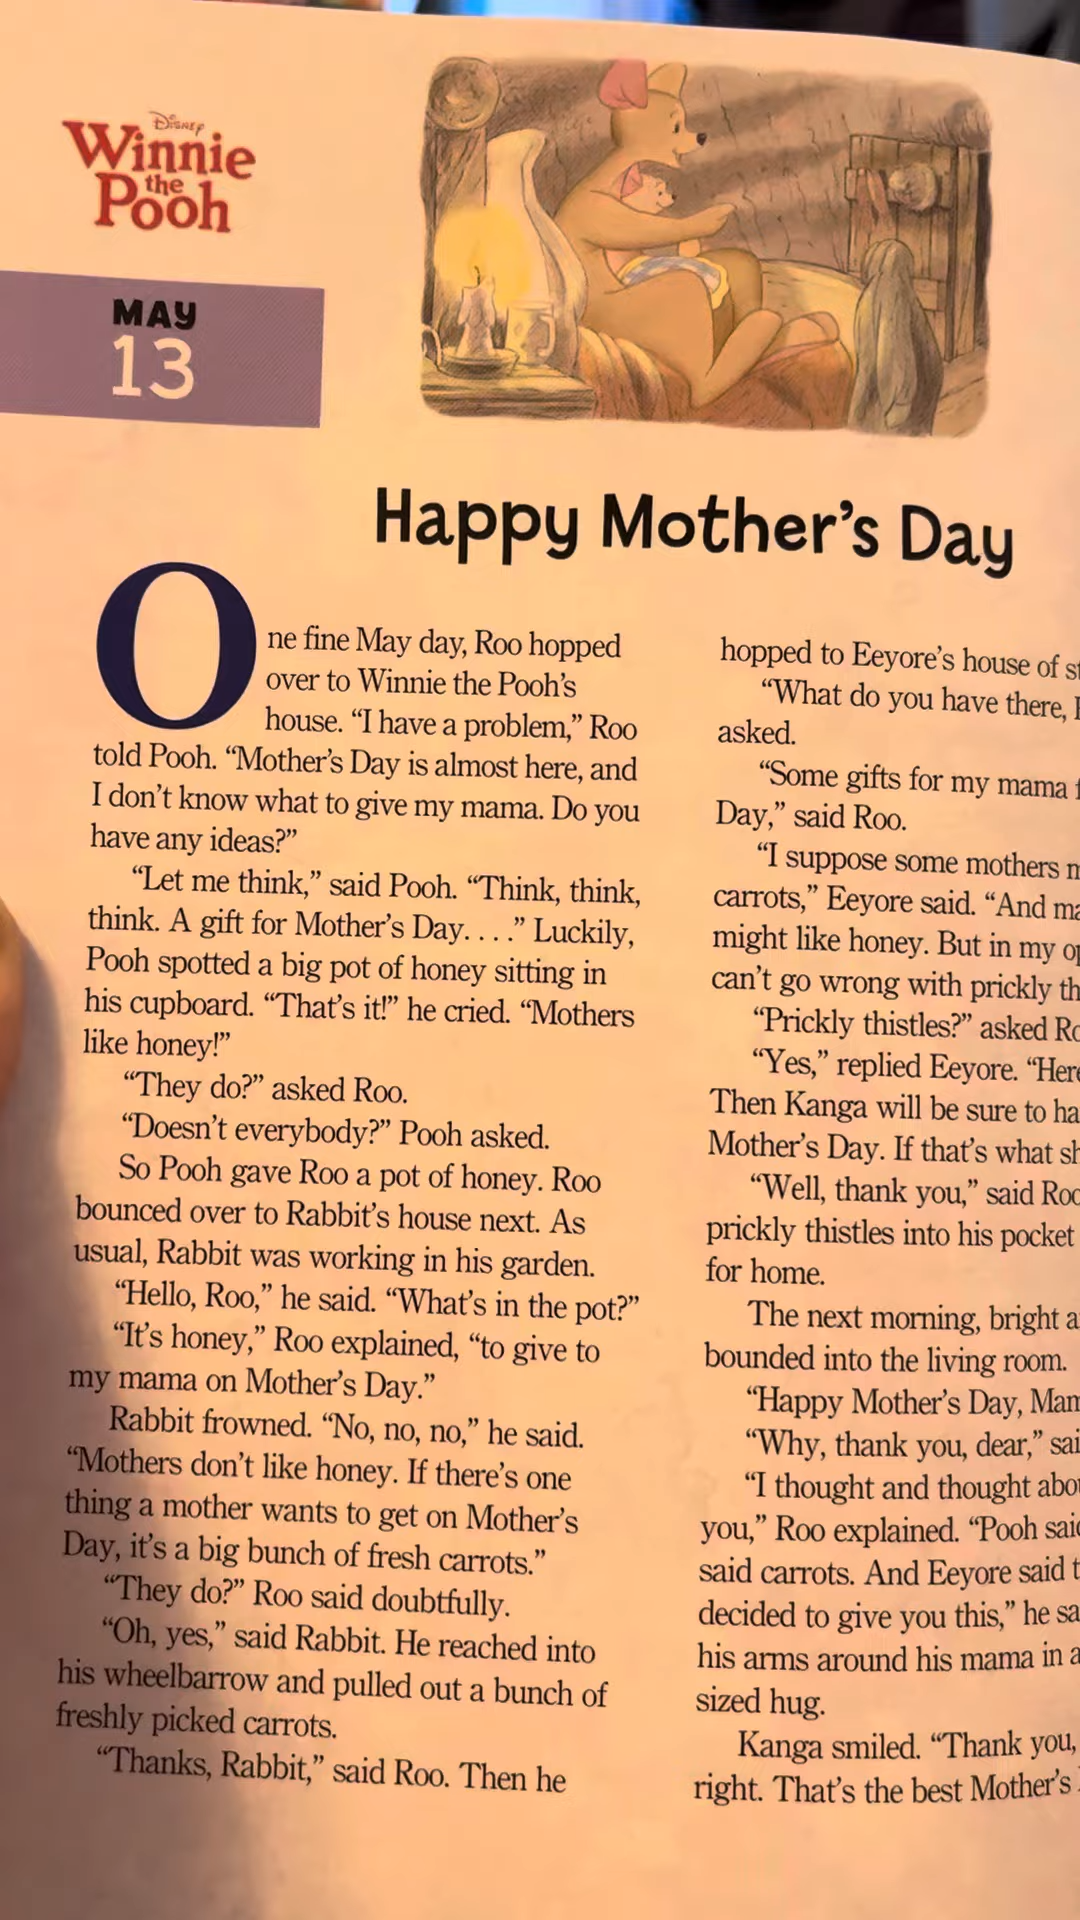 Disney
Winnie
the
Pooh
MAY
13
Happy Mother's Day
One fine May day, Roo hopped
over to Winnie the Pooh's
house. “I have a problem,” Roo
told Pooh. “Mother's Day is almost here, and
I don't know what to give my mama. Do you
have any ideas?”
“Let me think,” said Pooh. “Think, think,
think. A gift for Mother's Day. . . .” Luckily,
Pooh spotted a big pot of honey sitting in
his cupboard. “That's it!” he cried. “Mothers
like honey!”
“They do?” asked Roo.
“Doesn't everybody?” Pooh asked.
So Pooh gave Roo a pot of honey. Roo
bounced over to Rabbit's house next. As
usual, Rabbit was working in his garden.
“Hello, Roo,” he said. “What's in the pot?”
“It's honey,” Roo explained, “to give to
my mama on Mother's Day.”
Rabbit frowned. “No, no, no,” he said.
“Mothers don't like honey. If there's one
thing a mother wants to get on Mother's
Day, it's a big bunch of fresh carrots.”
“They do?” Roo said doubtfully.
“Oh, yes,” said Rabbit. He reached into
his wheelbarrow and pulled out a bunch of
freshly picked carrots.
“Thanks, Rabbit,” said Roo. Then he
hopped to Eeyore's house of
“What do you have there,
asked.
“Some gifts for my mama
Day,” said Roo.
“I suppose some mothers
carrots,” Eeyore said. “And
might like honey. But in my
can't go wrong with prickly
“Prickly thistles?” asked
“Yes,” replied Eeyore. “Here
Then Kanga will be sure to
Mother's Day. If that's what
“Well, thank you,” said Roo
prickly thistles into his pocket
for home.
The next morning, bright
bounded into the living room.
“Happy Mother's Day,
“Why, thank you, dear,”
“I thought and thought
you,” Roo explained. “Pooh said
said carrots. And Eeyore said
decided to give you this,” he
his arms around his mama in a
sized hug.
Kanga smiled. “Thank you,
right. That's the best Mother's